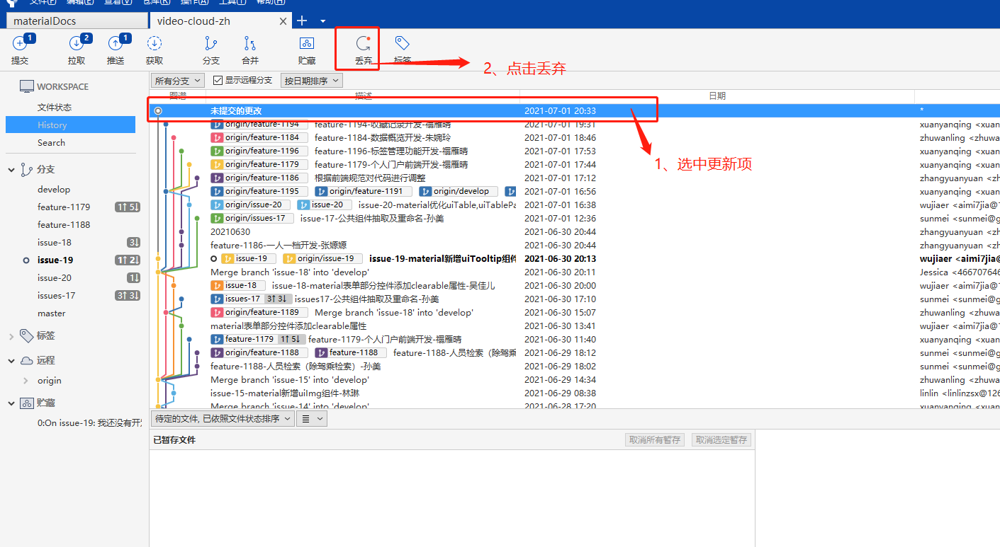 文件(F) 编辑(E) 查看(V) 仓库(R) 操作(A) 工具(T) 帮助(H)
materialDocs video-cloud-zh
1 2 1
提交 拉取 推送 获取 分支 合并 贮藏 丢弃 标签
2、点击丢弃
所有分支 显示远程分支 按日期排序
图谱 描述 日期
WORKSPACE
文件状态
History
Search
分支
develop
feature-1179 1↑ 5↓
feature-1188
issue-18 3↓
issue-19 1↑ 2↓
issue-20 1↓
issues-17 3↑ 3↓
master
标签
远程
origin
贮藏
0:On issue-19: 我还没有开
未提交的更改 2021-07-01 20:33 *
origin/feature-1194 feature-1194-收藏记录开发-禤雁晴 2021-07-01 19:31 xuanyanqing <xuan
origin/feature-1184 feature-1184-数据概览开发-朱婉玲 2021-07-01 18:46 zhuwanling <zhuwa
origin/feature-1196 feature-1196-标签管理功能开发-禤雁晴 2021-07-01 17:53 xuanyanqing <xuan
origin/feature-1179 feature-1179-个人门户前端开发-禤雁晴 2021-07-01 17:44 xuanyanqing <xuan
1、选中更新项
origin/feature-1186 根据前端规范对代码进行调整 2021-07-01 17:12 zhangyuanyuan <z
origin/feature-1195 origin/feature-1191 origin/develop 2021-07-01 16:56 xuanyanqing <xuan
origin/issue-20 issue-20 issue-20-material优化uiTable,uiTablePa 2021-07-01 16:38 wujiaer <aimi7jia@1
origin/issues-17 issue-17-公共组件抽取及重命名-孙美 2021-07-01 12:36 sunmei <sunmei@g
20210630 2021-06-30 20:44 zhangyuanyuan <z
feature-1186-一人一档开发-张嫄嫄 2021-06-30 20:44 zhangyuanyuan <z
issue-19 origin/issue-19 issue-19-material新增uiTooltip组件 2021-06-30 20:13 wujiaer <aimi7jia@
Merge branch 'issue-18' into 'develop' 2021-06-30 20:11 Jessica <466707646
issue-18 issue-18-material表单部分控件添加clearable属性-吴佳儿 2021-06-30 20:00 wujiaer <aimi7jia@1
issues-17 3↑ 3↓ issues17-公共组件抽取及重命名-孙美 2021-06-30 17:10 sunmei <sunmei@g
origin/feature-1189 Merge branch 'issue-18' into 'develop' 2021-06-30 15:07 zhuwanling <zhuwa
material表单部分控件添加clearable属性 2021-06-30 13:41 wujiaer <aimi7jia@1
feature-1179 1↑ 5↓ feature-1179-个人门户前端开发-禤雁晴 2021-06-30 11:40 xuanyanqing <xuan
origin/feature-1188 feature-1188 feature-1188-人员检索（除驾乘检索 2021-06-29 18:12 sunmei <sunmei@g
feature-1188-人员检索（除驾乘检索）-孙美 2021-06-29 18:02 sunmei <sunmei@g
Merge branch 'issue-15' into 'develop' 2021-06-29 14:34 zhuwanling <zhuwa
issue-15-material新增uiImg组件-林琳 2021-06-29 08:38 linlin <linlinzsx@126
Merge branch 'issue-14' into 'develop' 2021-06-28 17:20 xuanyanqing <xuan
待定的文件, 已依照文件状态排序
已暂存文件 取消所有暂存 取消选定暂存